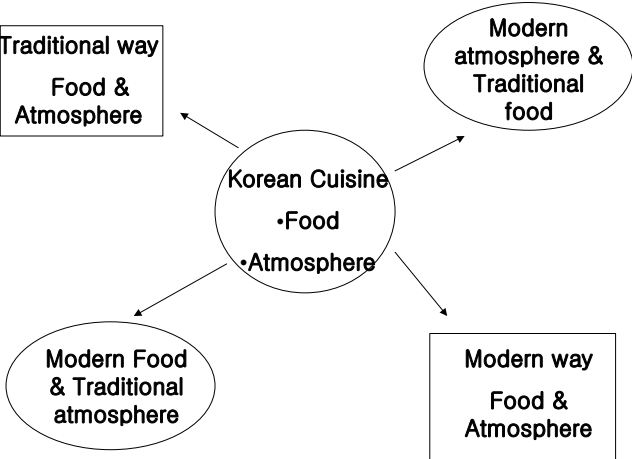 Traditional way
Food &
Atmosphere
Modern
atmosphere &
Traditional
food
Korean Cuisine
•Food
•Atmosphere
Modern Food
& Traditional
atmosphere
Modern way
Food &
Atmosphere